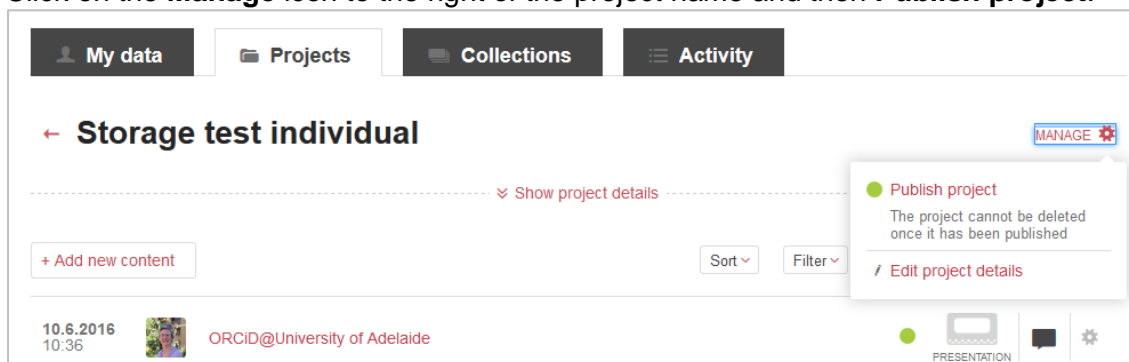 Click on the Manage icon to the right of the project name and then Publish project.
My data
Projects
Collections
Activity
← Storage test individual
MANAGE
Show project details
Publish project
The project cannot be deleted
once it has been published
Edit project details
+ Add new content
Sort
Filter
10.6.2016
10:36
ORCiD@University of Adelaide
PRESENTATION